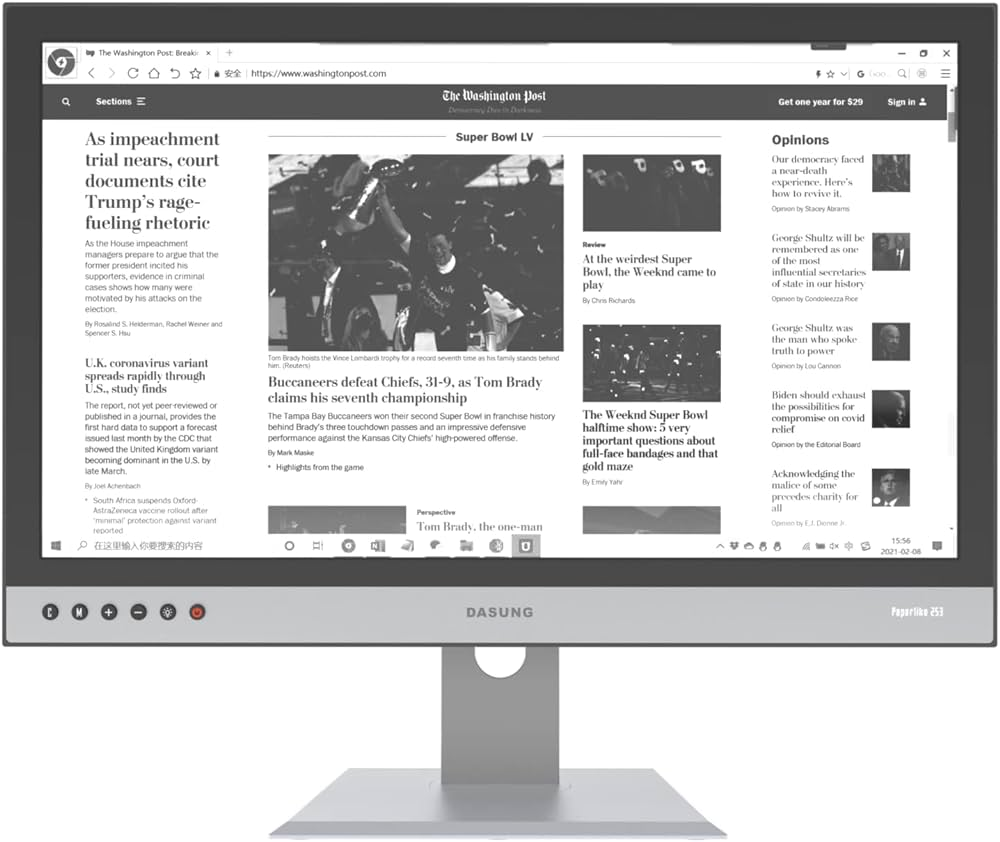 The Washington Post: Breaki
安全
https://www.washingtonpost.com
Sections
The Washington Post
Democracy Dies in Darkness
Get one year for $29
Sign in
As impeachment
trial nears, court
documents cite
Trump's rage-
fueling rhetoric
As the House impeachment
managers prepare to argue that the
former president incited his
supporters, evidence in criminal
cases shows how many were
motivated by his attacks on the
election.
By Rosalind S. Helderman, Rachel Weiner and
Spencer S. Hsu
U.K. coronavirus variant
spreads rapidly through
U.S., study finds
The report, not yet peer-reviewed or
published in a journal, provides the
first hard data to support a forecast
issued last month by the CDC that
showed the United Kingdom variant
becoming dominant in the U.S. by
late March.
By Joel Achenbach
South Africa suspends Oxford-
AstraZeneca vaccine rollout after
'minimal' protection against variant
reported
Super Bowl LV
Tom Brady hoists the Vince Lombardi trophy for a record seventh time as his family stands behind
him. (Reuters)
Buccaneers defeat Chiefs, 31-9, as Tom Brady
claims his seventh championship
The Tampa Bay Buccaneers won their second Super Bowl in franchise history
behind Brady's three touchdown passes and an impressive defensive
performance against the Kansas City Chiefs' high-powered offense.
By Mark Maske
Highlights from the game
Perspective
Tom Brady, the one-man
Review
At the weirdest Super
Bowl, the Weeknd came to
play
By Chris Richards
The Weeknd Super Bowl
halftime show: 5 very
important questions about
full-face bandages and that
gold maze
By Emily Yahr
Opinions
Our democracy faced
a near-death
experience. Here's
how to revive it.
Opinion by Stacey Abrams
George Shultz will be
remembered as one
of the most
influential secretaries
of state in our history
Opinion by Condoleezza Rice
George Shultz was
the man who spoke
truth to power
Opinion by Lou Cannon
Biden should exhaust
the possibilities for
compromise on covid
relief
Opinion by the Editorial Board
Acknowledging the
malice of some
precedes charity for
all
Opinion by E.J. Dionne Jr.
在这里输入你要搜索的内容
中
15:56
2021-02-08
C M
DASUNG
Paperlike 253